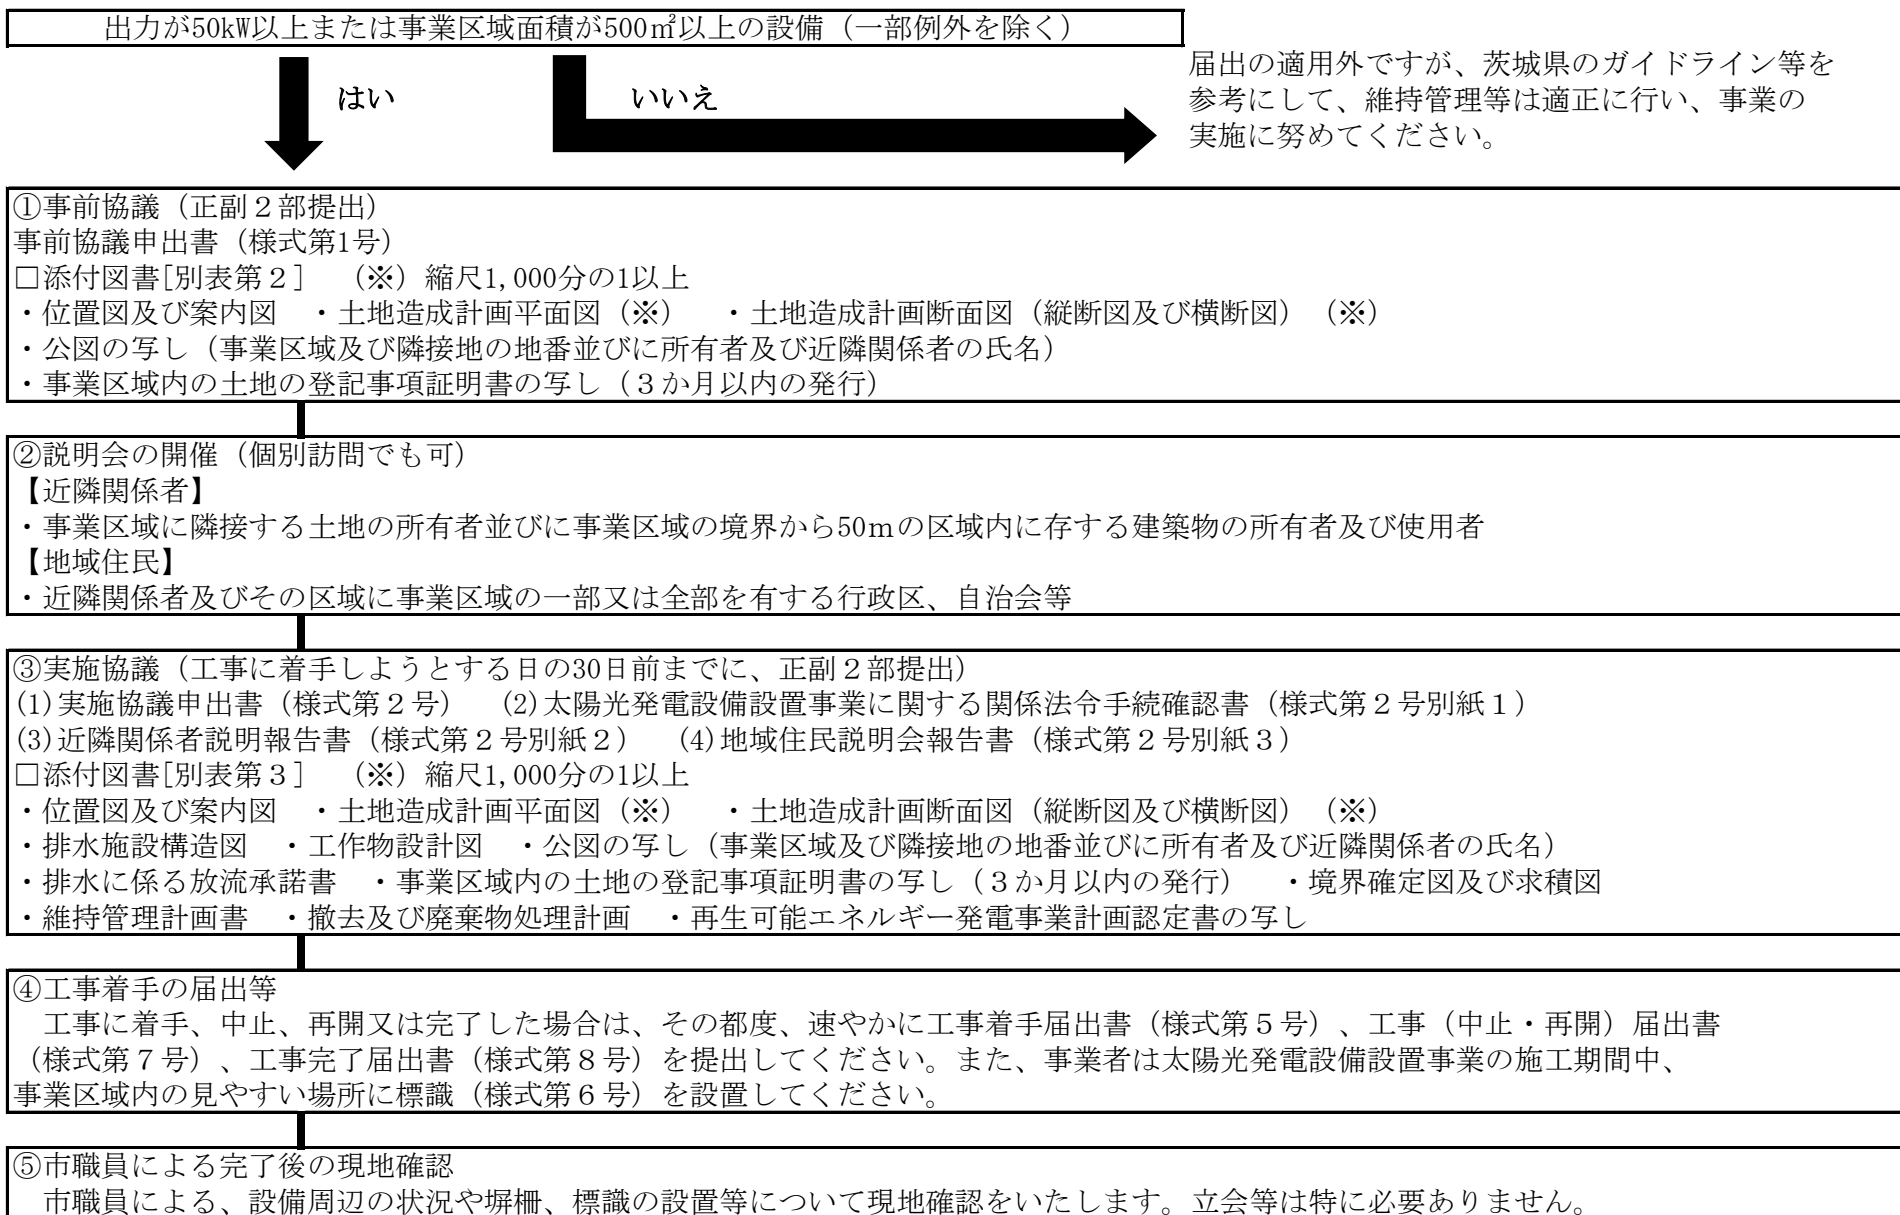 出力が50kW以上または事業区域面積が500㎡以上の設備（一部例外を除く）
届出の適用外ですが、茨城県のガイドライン等を
参考にして、維持管理等は適正に行い、事業の
実施に努めてください。
はい
いいえ
①事前協議（正副２部提出）
事前協議申出書（様式第1号）
□添付図書[別表第２]　（※）縮尺1,000分の1以上
・位置図及び案内図　・土地造成計画平面図（※）　・土地造成計画断面図（縦断図及び横断図）（※）
・公図の写し（事業区域及び隣接地の地番並びに所有者及び近隣関係者の氏名）
・事業区域内の土地の登記事項証明書の写し（３か月以内の発行）
②説明会の開催（個別訪問でも可）
【近隣関係者】
・事業区域に隣接する土地の所有者並びに事業区域の境界から50ｍの区域内に存する建築物の所有者及び使用者
【地域住民】
・近隣関係者及びその区域に事業区域の一部又は全部を有する行政区、自治会等
③実施協議（工事に着手しようとする日の30日前までに、正副２部提出）
(1)実施協議申出書（様式第２号）　(2)太陽光発電設備設置事業に関する関係法令手続確認書（様式第２号別紙１）
(3)近隣関係者説明報告書（様式第２号別紙２）　(4)地域住民説明会報告書（様式第２号別紙３）
□添付図書[別表第３]　（※）縮尺1,000分の1以上
・位置図及び案内図　・土地造成計画平面図（※）　・土地造成計画断面図（縦断図及び横断図）（※）
・排水施設構造図　・工作物設計図　・公図の写し（事業区域及び隣接地の地番並びに所有者及び近隣関係者の氏名）
・排水に係る放流承諾書　・事業区域内の土地の登記事項証明書の写し（３か月以内の発行）　・境界確定図及び求積図
・維持管理計画書　・撤去及び廃棄物処理計画　・再生可能エネルギー発電事業計画認定書の写し
④工事着手の届出等
　工事に着手、中止、再開又は完了した場合は、その都度、速やかに工事着手届出書（様式第５号）、工事（中止・再開）届出書
（様式第７号）、工事完了届出書（様式第８号）を提出してください。また、事業者は太陽光発電設備設置事業の施工期間中、
事業区域内の見やすい場所に標識（様式第６号）を設置してください。
⑤市職員による完了後の現地確認
　市職員による、設備周辺の状況や塀柵、標識の設置等について現地確認をいたします。立会等は特に必要ありません。